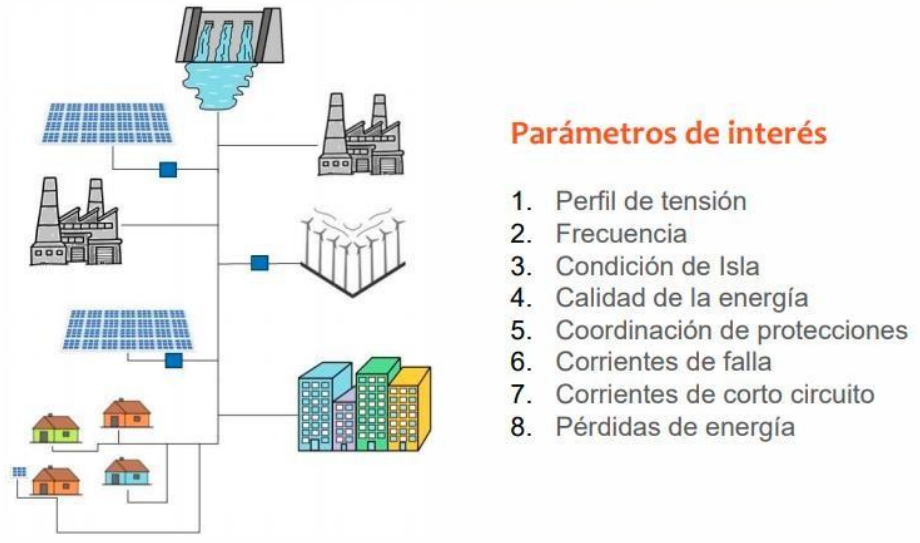 Parámetros de interés
1. Perfil de tensión
2. Frecuencia
3. Condición de Isla
4. Calidad de la energía
5. Coordinación de protecciones
6. Corrientes de falla
7. Corrientes de corto circuito
8. Pérdidas de energía